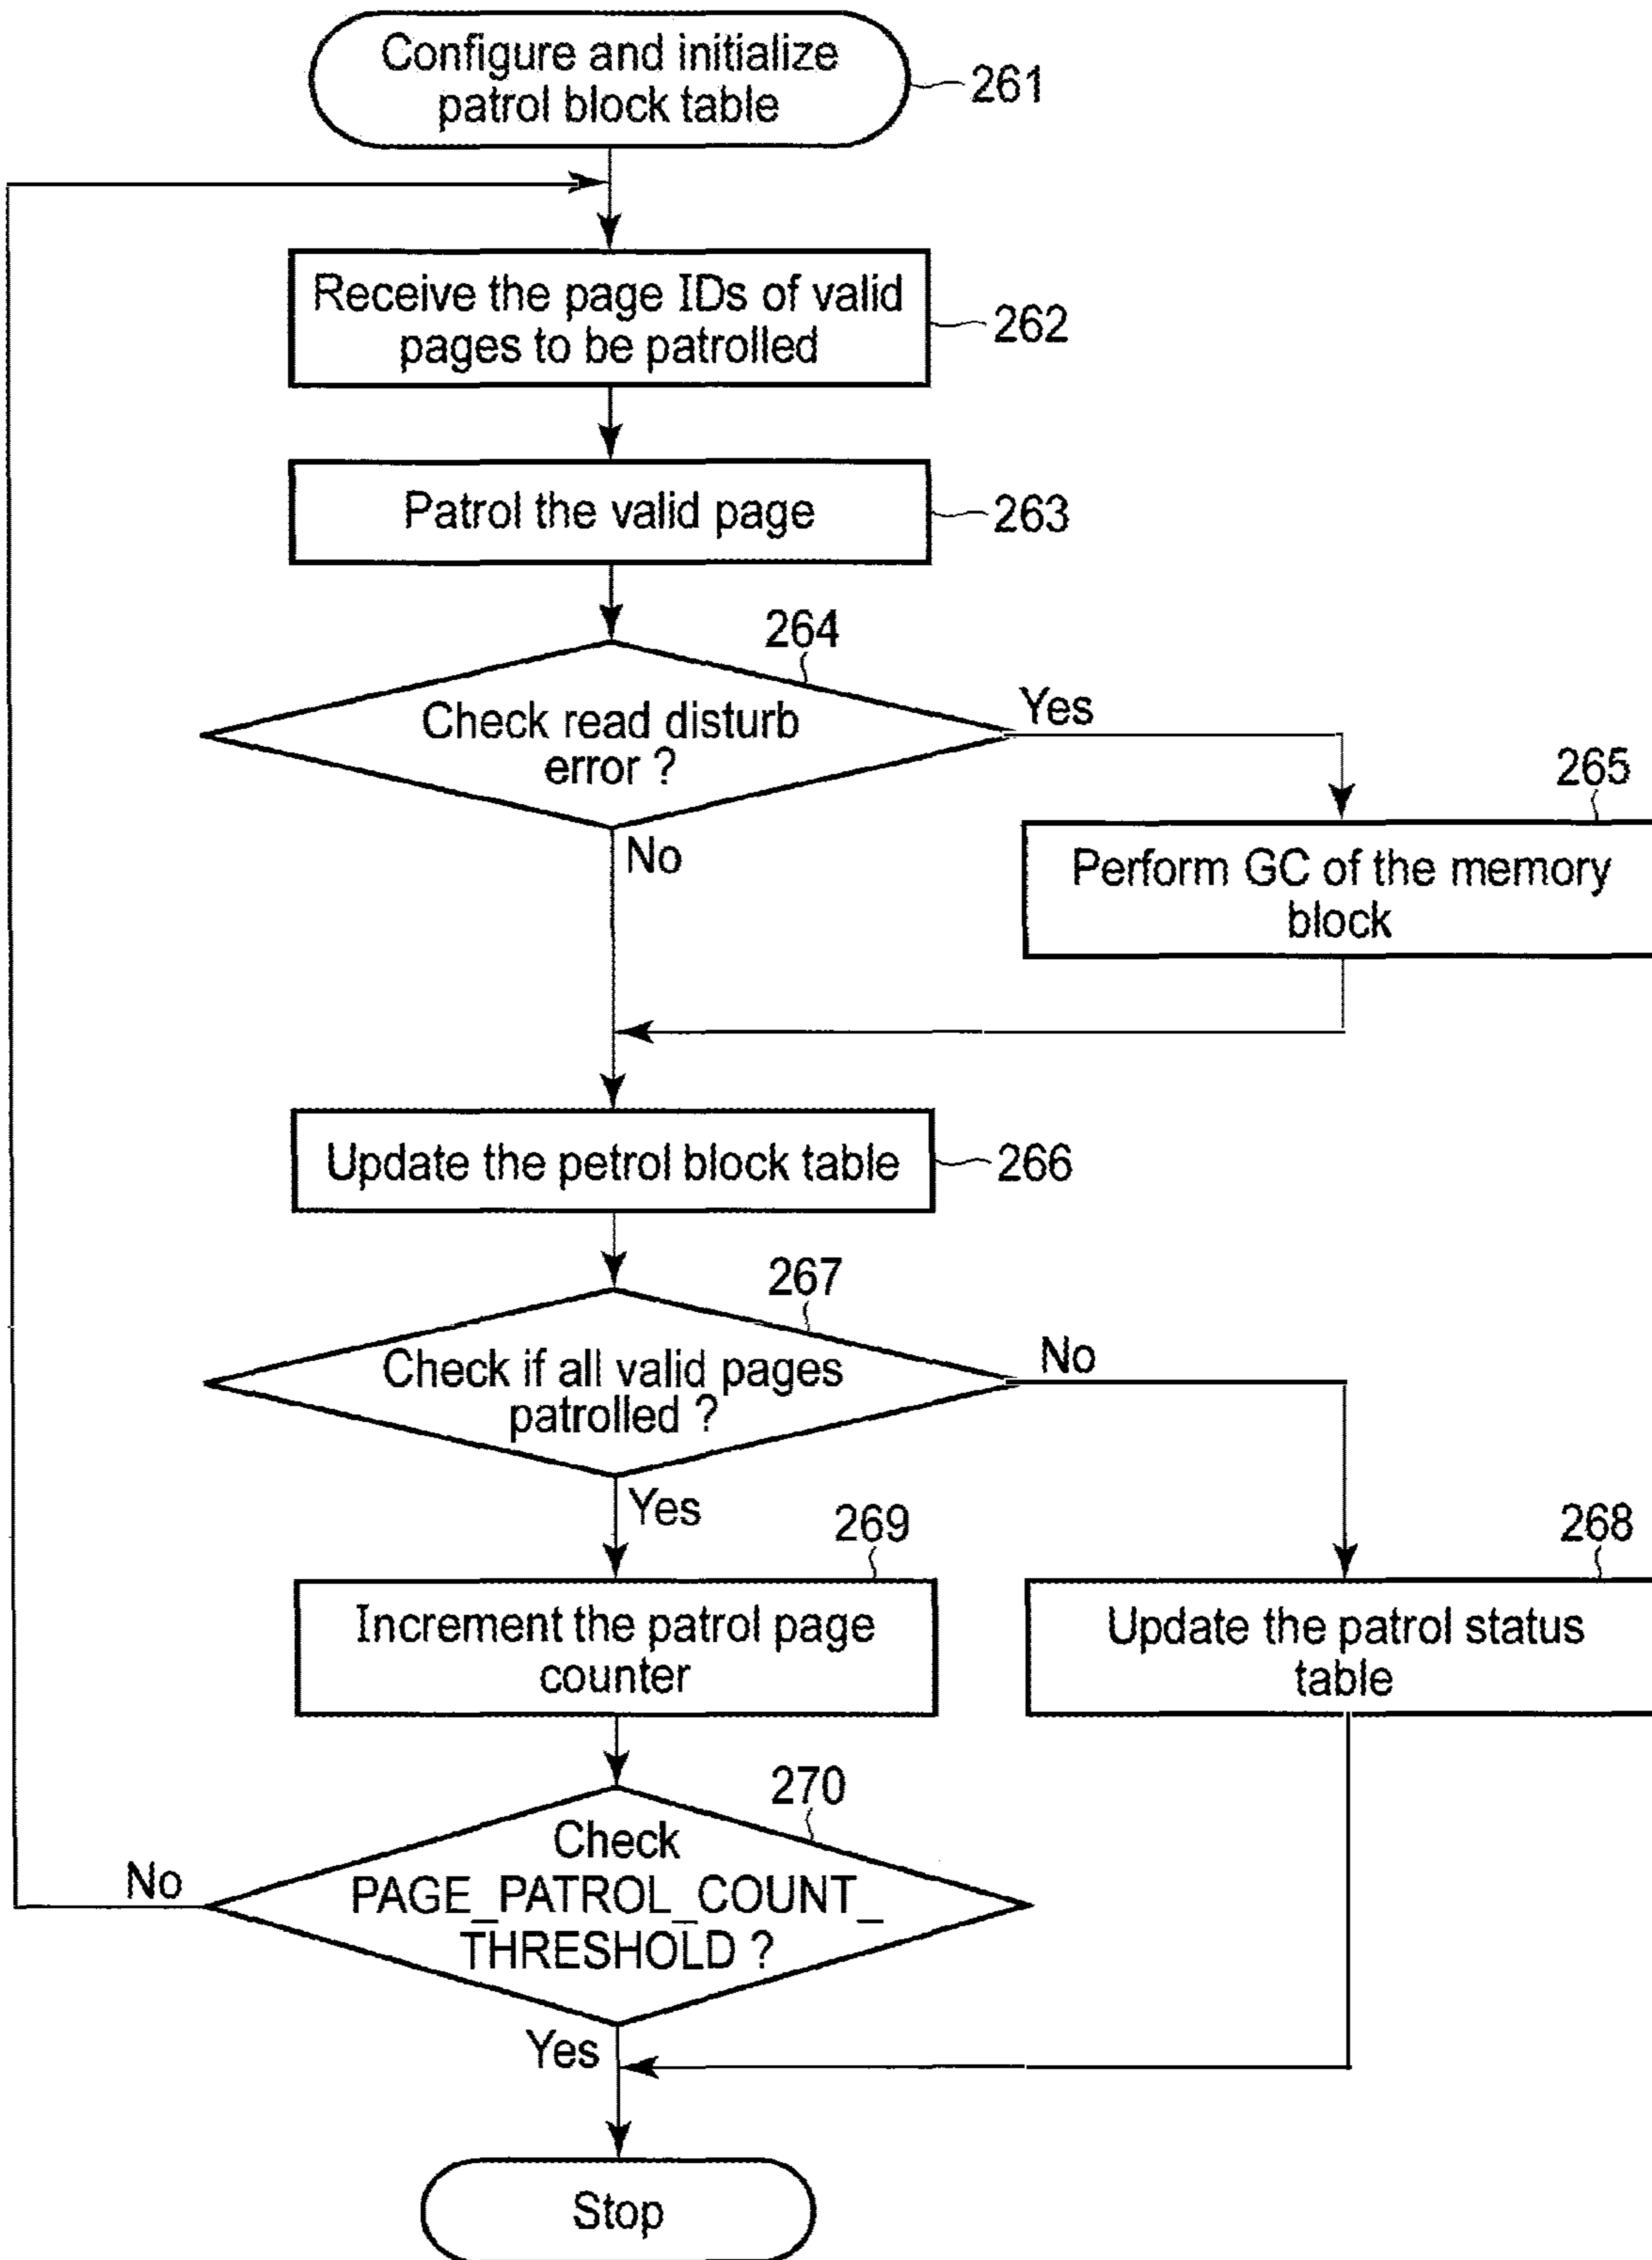 Configure and initialize
patrol block table
261
Receive the page IDs of valid
pages to be patrolled
262
Patrol the valid page
263
264
Check read disturb
error ?
Yes
No
265
Perform GC of the memory
block
Update the petrol block table
266
267
Check if all valid pages
patrolled ?
No
Yes
269
Increment the patrol page
counter
268
Update the patrol status
table
270
Check
PAGE_PATROL_COUNT_
THRESHOLD ?
No
Yes
Stop